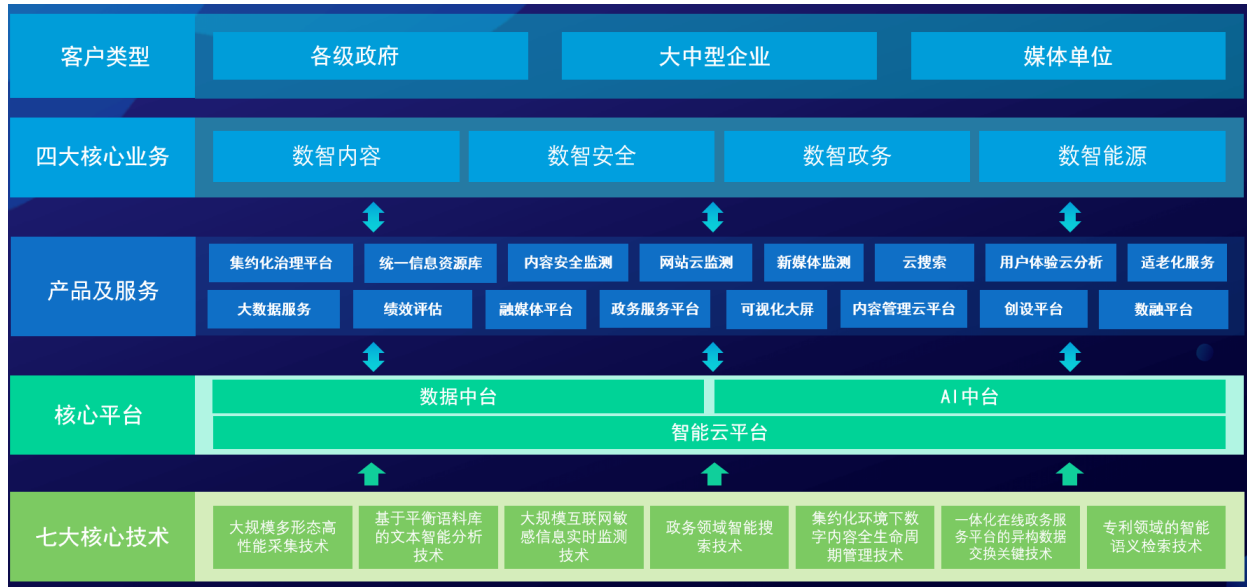 客户类型
各级政府
大中型企业
媒体单位
四大核心业务
数智内容
数智安全
数智政务
数智能源
产品及服务
集约化治理平台
统一信息资源库
内容安全监测
网站云监测
新媒体监测
云搜索
用户体验云分析
适老化服务
大数据服务
绩效评估
融媒体平台
政务服务平台
可视化大屏
内容管理云平台
创设平台
数融平台
核心平台
数据中台
AI中台
智能云平台
七大核心技术
大规模多形态高
性能采集技术
基于平衡语料库
的文本智能分析
技术
大规模互联网敏
感信息实时监测
技术
政务领域智能搜
索技术
集约化环境下数
字内容全生命周
期管理技术
一体化在线政务服
务平台的异构数据
交换关键技术
专利领域的智能
语义检索技术